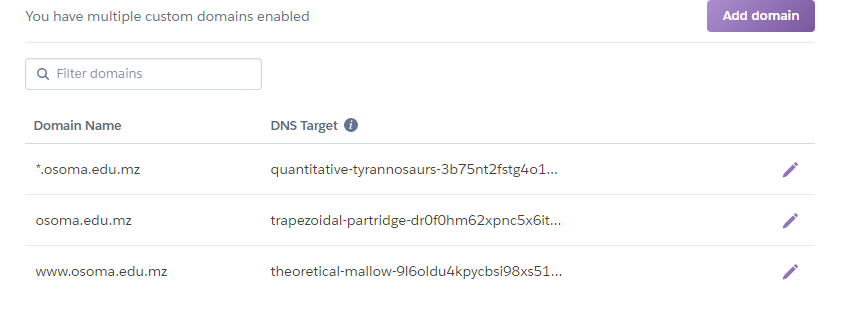 You have multiple custom domains enabled
Add domain
Filter domains
Domain Name DNS Target
*.osoma.edu.mz quantitative-tyrannosaurs-3b75nt2fstg4o1...
osoma.edu.mz trapezoidal-partridge-dr0f0hm62xpnc5x6it...
www.osoma.edu.mz theoretical-mallow-9l6oldu4kpycbsi98xs51...